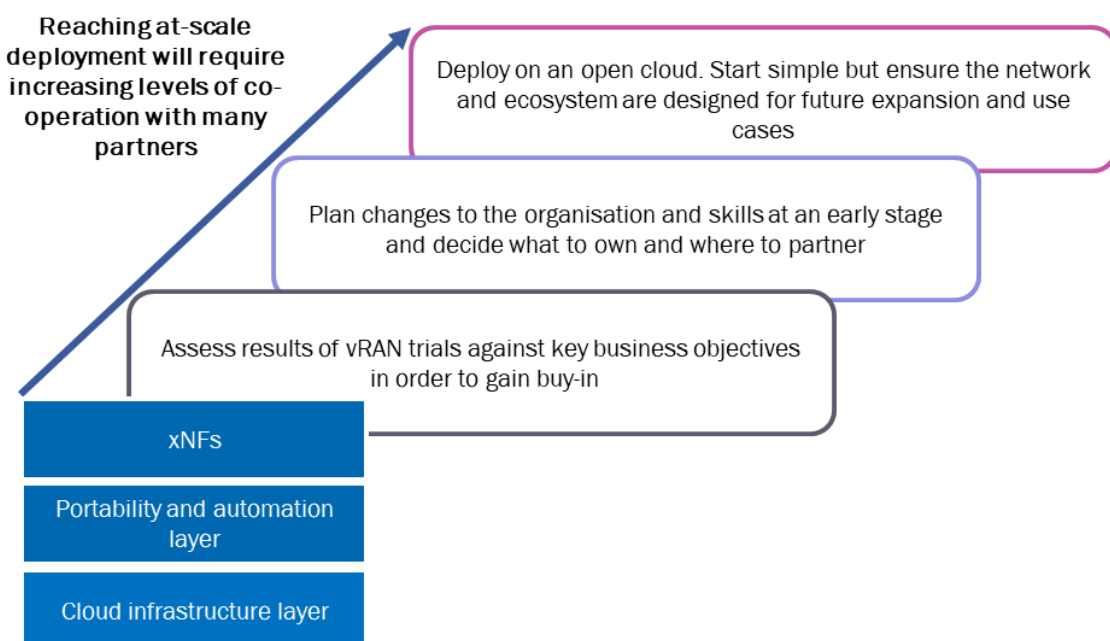 Reaching at-scale
deployment will require
increasing levels of co-
operation with many
partners
Deploy on an open cloud. Start simple but ensure the network
and ecosystem are designed for future expansion and use
cases
Plan changes to the organisation and skills at an early stage
and decide what to own and where to partner
Assess results of vRAN trials against key business objectives
in order to gain buy-in
xNFs
Portability and automation
layer
Cloud infrastructure layer